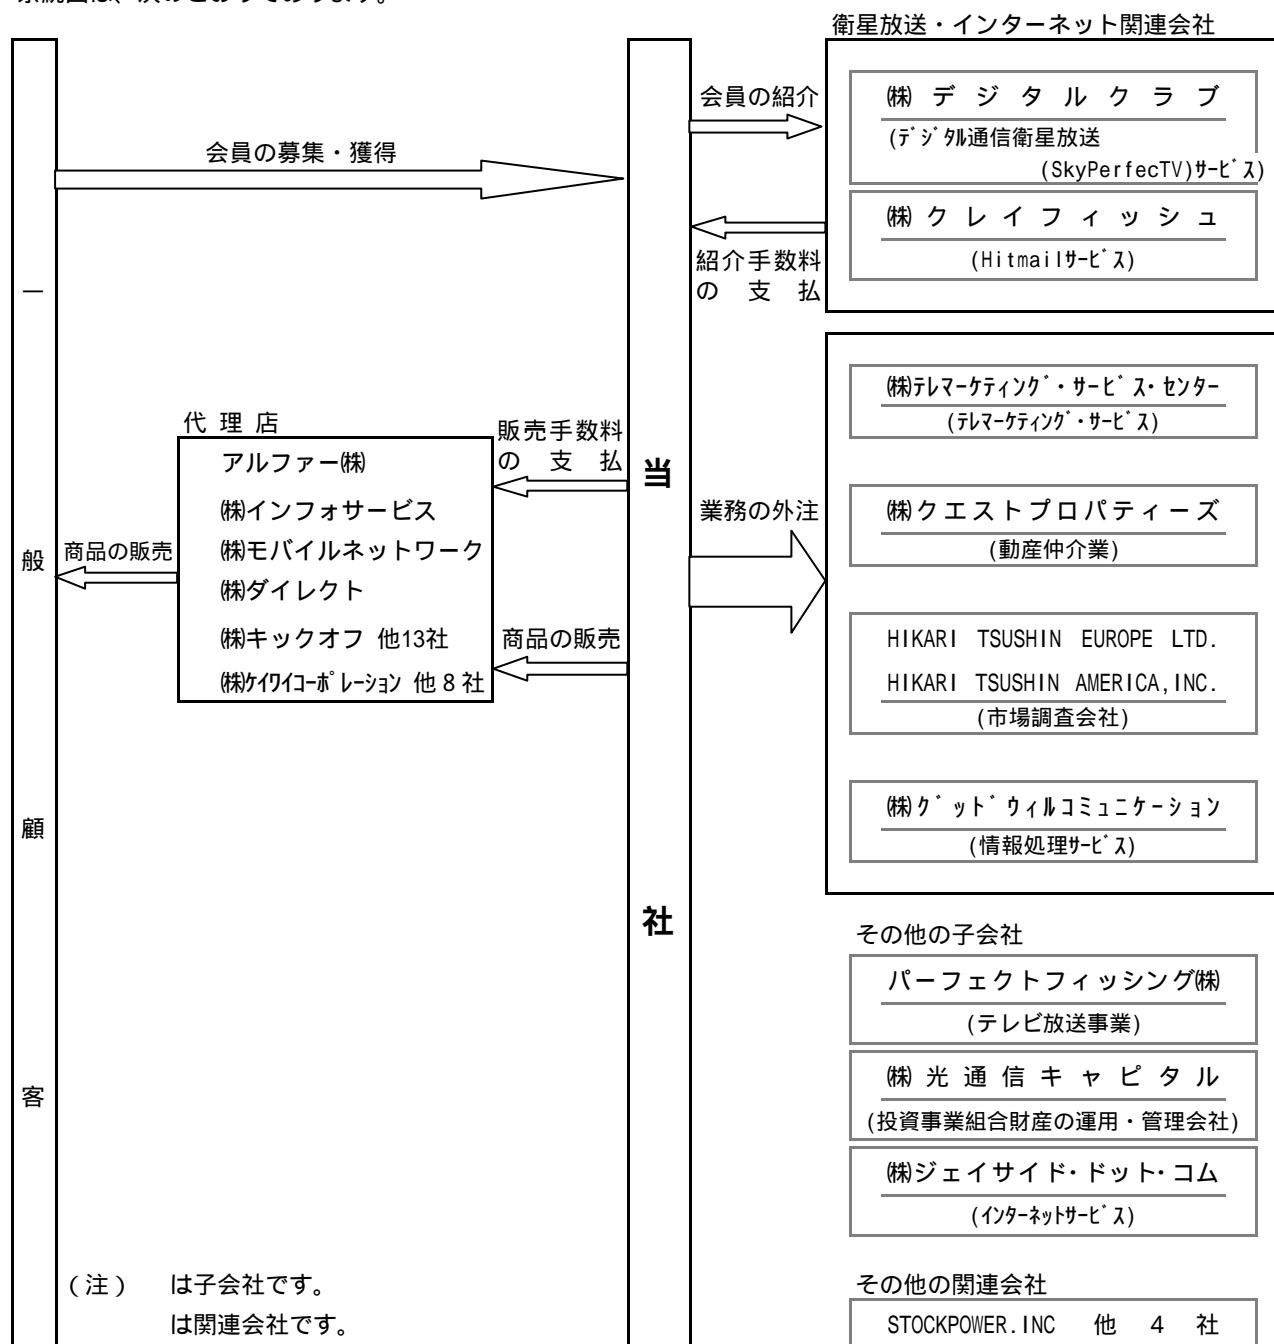 衛星放送・インターネット関連会社
一般顧客
会員の募集・獲得
当社
会員の紹介
紹介手数料
の支払
㈱デジタルクラブ
(ﾃﾞｼﾞﾀﾙ通信衛星放送
(SkyPerfecTV)ｻｰﾋﾞｽ)
㈱クレイフィッシュ
(Hitmailｻｰﾋﾞｽ)
代理店
アルファー㈱
㈱インフォサービス
㈱モバイルネットワーク
㈱ダイレクト
㈱キックオフ 他13社
㈱ｹｲﾜｲｺｰﾎﾟﾚｰｼｮﾝ 他8社
商品の販売
販売手数料
の支払
商品の販売
業務の外注
㈱ﾃﾚﾏｰｹﾃｨﾝｸﾞ・ｻｰﾋﾞｽ・ｾﾝﾀｰ
(ﾃﾚﾏｰｹﾃｨﾝｸﾞ・ｻｰﾋﾞｽ)
㈱クエストプロパティーズ
(動産仲介業)
HIKARI TSUSHIN EUROPE LTD.
HIKARI TSUSHIN AMERICA,INC.
(市場調査会社)
㈱ｸﾞｯﾄﾞｳｨﾙｺﾐｭﾆｹｰｼｮﾝ
(情報処理ｻｰﾋﾞｽ)
その他の子会社
パーフェクトフィッシング㈱
(テレビ放送事業)
㈱光通信キャピタル
(投資事業組合財産の運用・管理会社)
㈱ジェイサイド・ドット・コム
(ｲﾝﾀｰﾈｯﾄｻｰﾋﾞｽ)
その他の関連会社
STOCKPOWER.INC 他4社
(注) は子会社です。
は関連会社です。